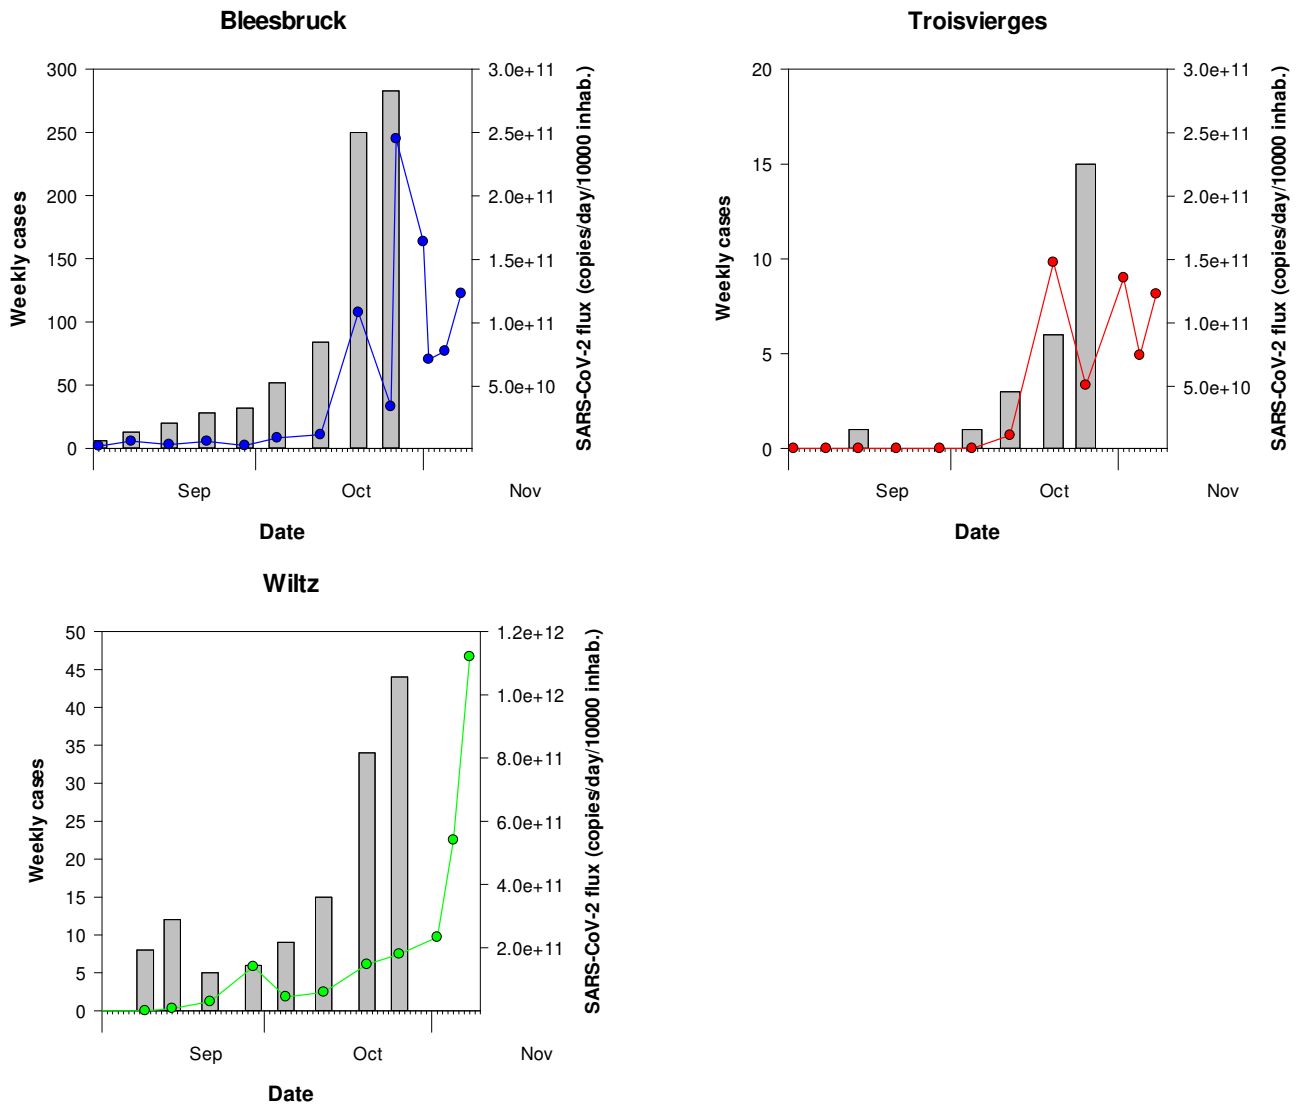 Bleesbruck
300
250
200
150
100
50
0
Weekly cases
3.0e+11
2.5e+11
2.0e+11
1.5e+11
1.0e+11
5.0e+10
SARS-CoV-2 flux (copies/day/10000 inhab.)
Sep Oct Nov
Date
Troisvierges
20
15
10
5
0
Weekly cases
3.0e+11
2.5e+11
2.0e+11
1.5e+11
1.0e+11
5.0e+10
SARS-CoV-2 flux (copies/day/10000 inhab.)
Sep Oct Nov
Date
Wiltz
50
45
40
35
30
25
20
15
10
5
0
Weekly cases
1.2e+12
1.0e+12
8.0e+11
6.0e+11
4.0e+11
2.0e+11
SARS-CoV-2 flux (copies/day/10000 inhab.)
Sep Oct Nov
Date